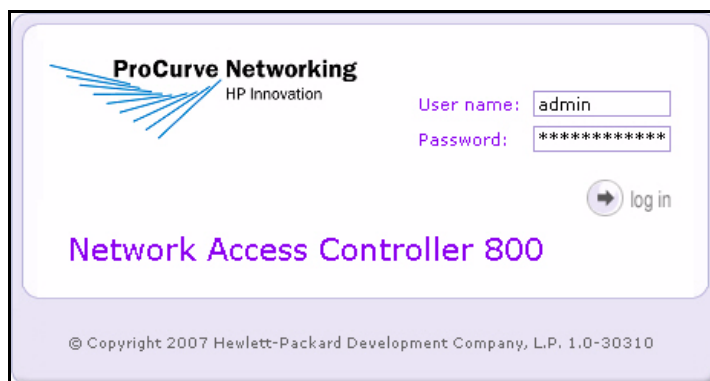 ProCurve Networking
HP Innovation
User name: admin
Password: ************
log in
Network Access Controller 800
© Copyright 2007 Hewlett-Packard Development Company, L.P. 1.0-30310